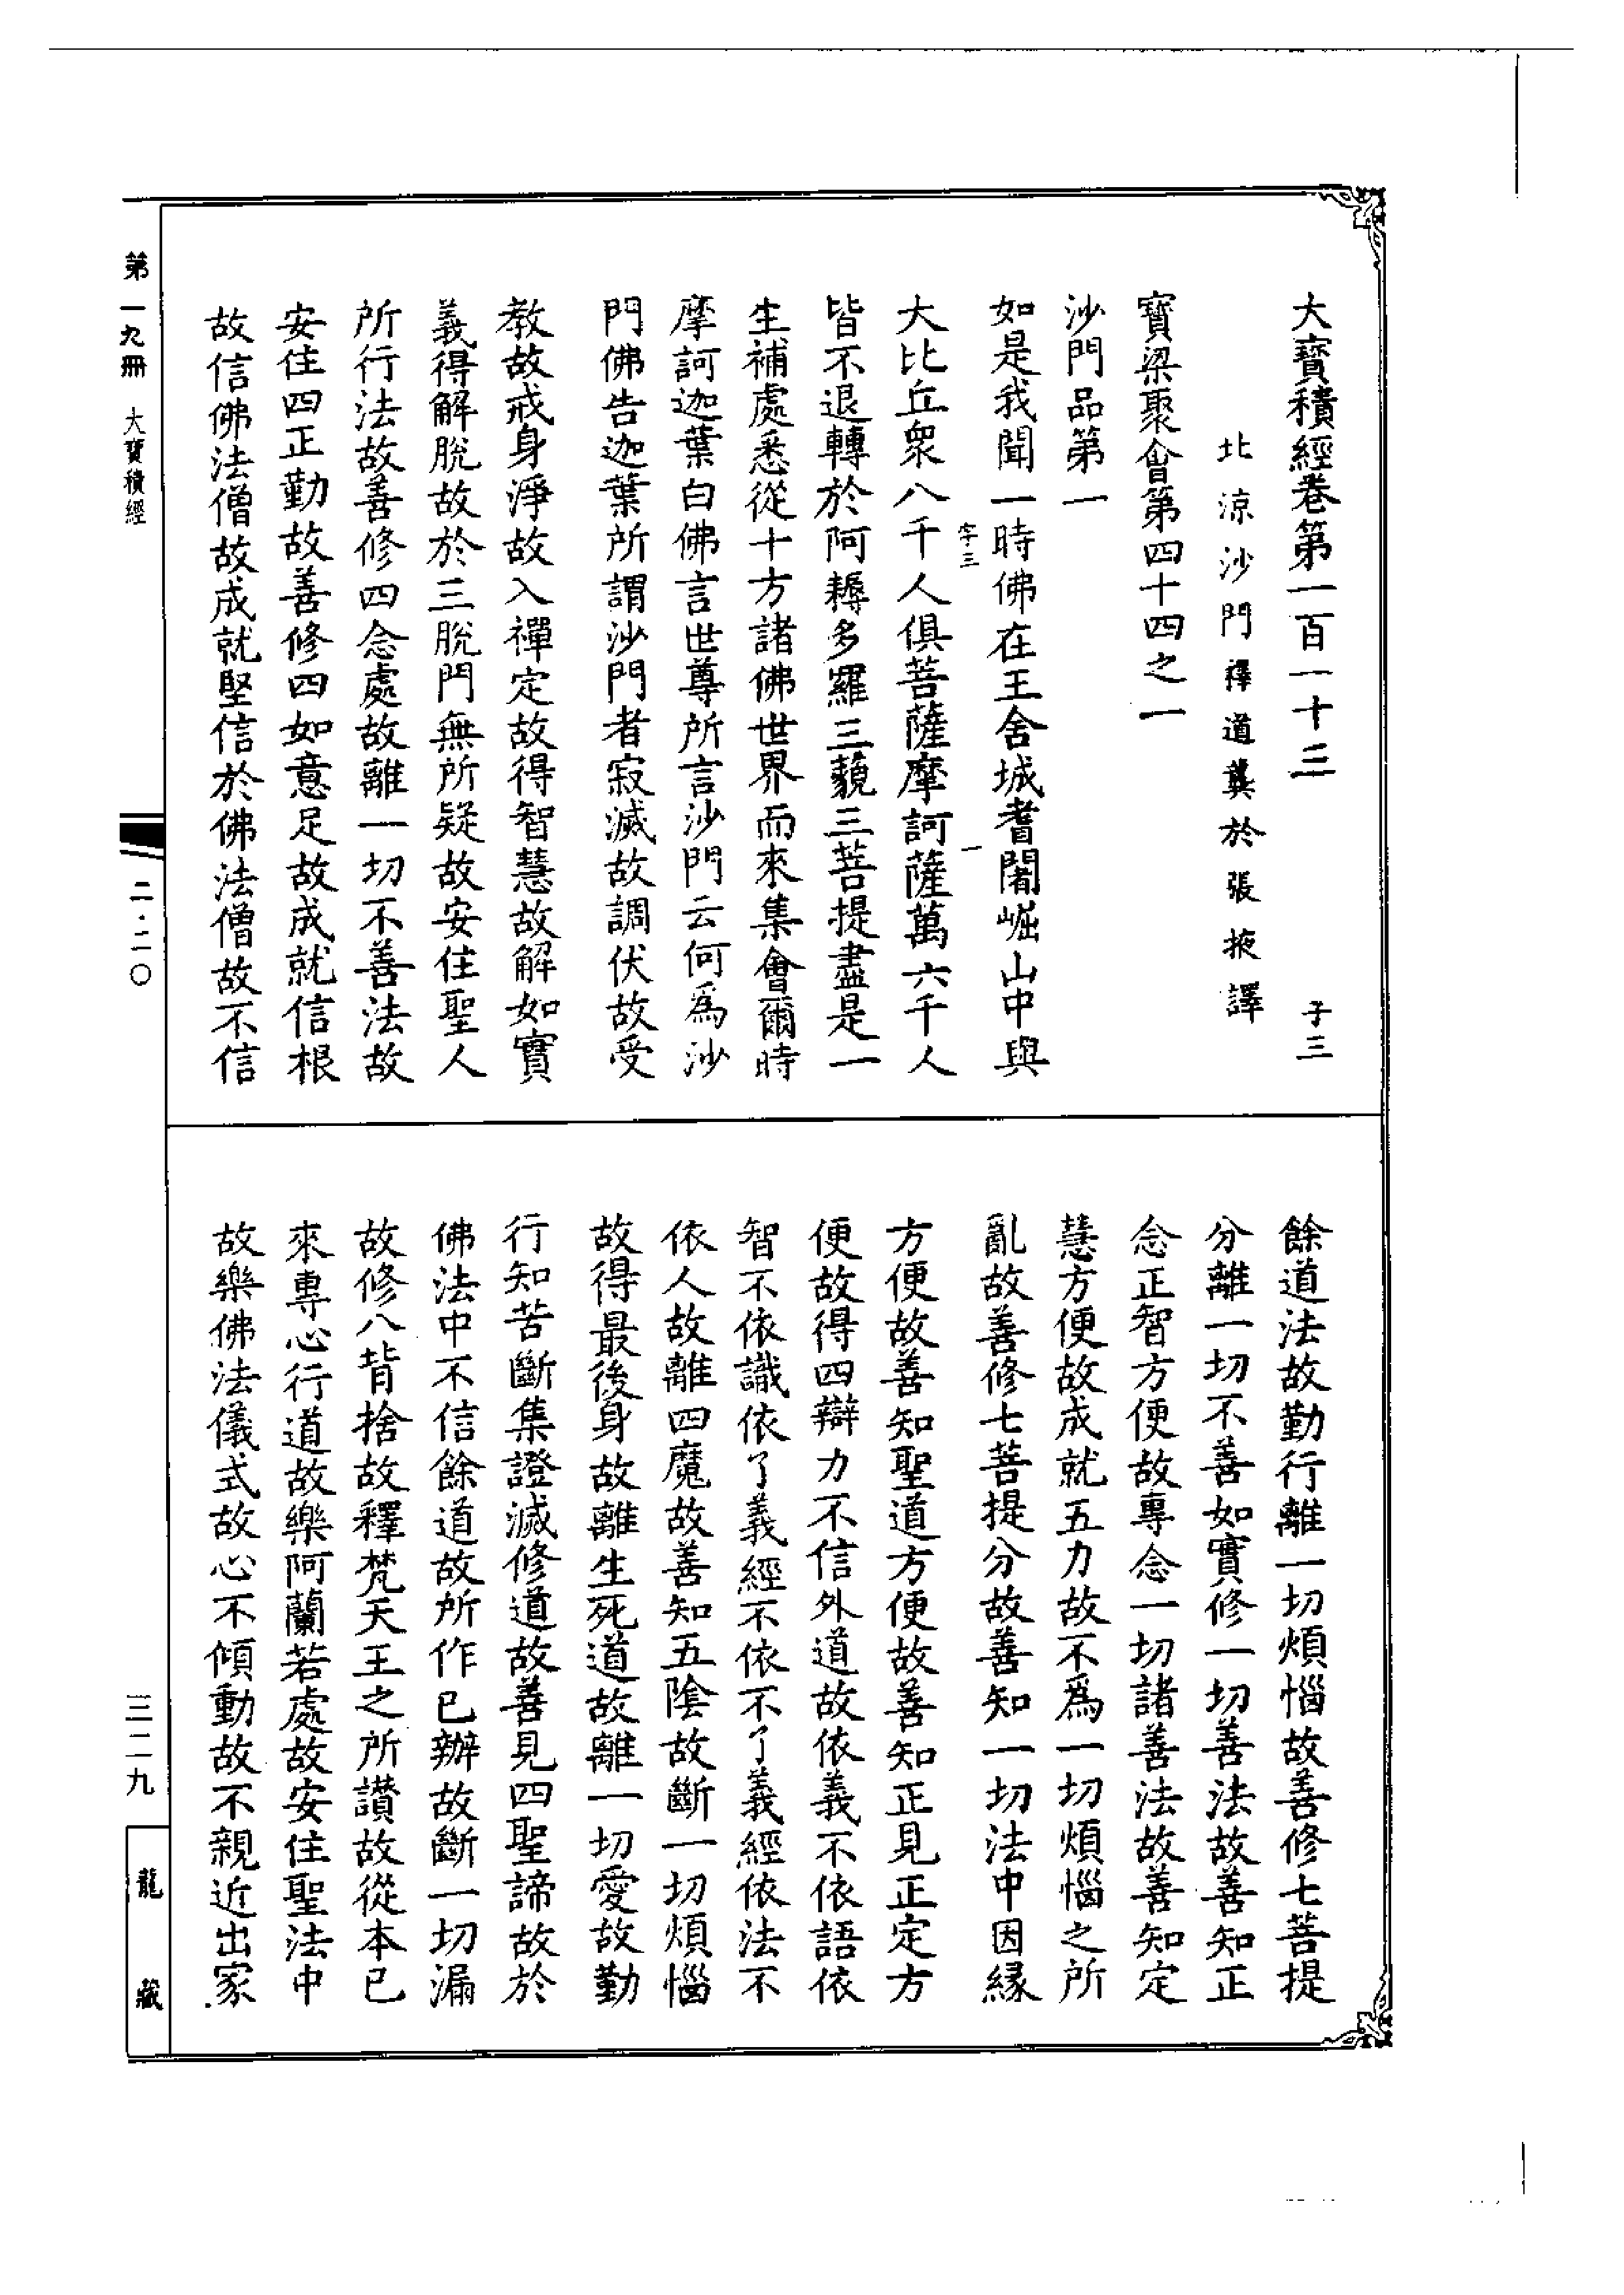 大寶積經卷第一百一十三
子三
北涼沙門釋道龔於張掖譯
寶梁聚會第四十四之一
沙門品第一
如是我聞一時佛在王舍城耆闍崛山中與
大比丘衆八千人俱菩薩摩訶薩萬六千人
皆不退轉於阿耨多羅三藐三菩提盡是一
生補處悉從十方諸佛世界而來集會爾時
摩訶迦葉白佛言世尊所言沙門云何爲沙
門佛告迦葉所謂沙門者寂滅故調伏故受
教故戒身淨故入禪定故得智慧故解如實
義得解脫故於三脫門無所疑故安住聖人
所行法故善修四念處故離一切不善法故
安住四正勤故善修四如意足故成就信根
故信佛法僧故成就堅信於佛法僧故不信
餘道法故勤行離一切煩惱故善修七菩提
分離一切不善如實修一切善法故善知正
念正智方便故專念一切諸善法故善知定
慧方便故成就五力故不爲一切煩惱之所
亂故善修七菩提分故善知一切法中因緣
方便故善知聖道方便故善知正見正定方
便故得四辯力不信外道故依義不依語依
智不依識依了義經不依不了義經依法不
依人故離四魔故善知五陰故斷一切煩惱
故得最後身故離生死道故離一切愛故勤
行知苦斷集證滅修道故善見四聖諦故於
佛法中不信餘道故所作已辦故斷一切漏
故修八背捨故釋梵天王之所讚故從本已
來專心行道故樂阿蘭若處故安住聖法中
故樂佛法儀式故心不傾動故不親近出家
第一九冊 大寶積經
二·二〇
三二九
龍藏